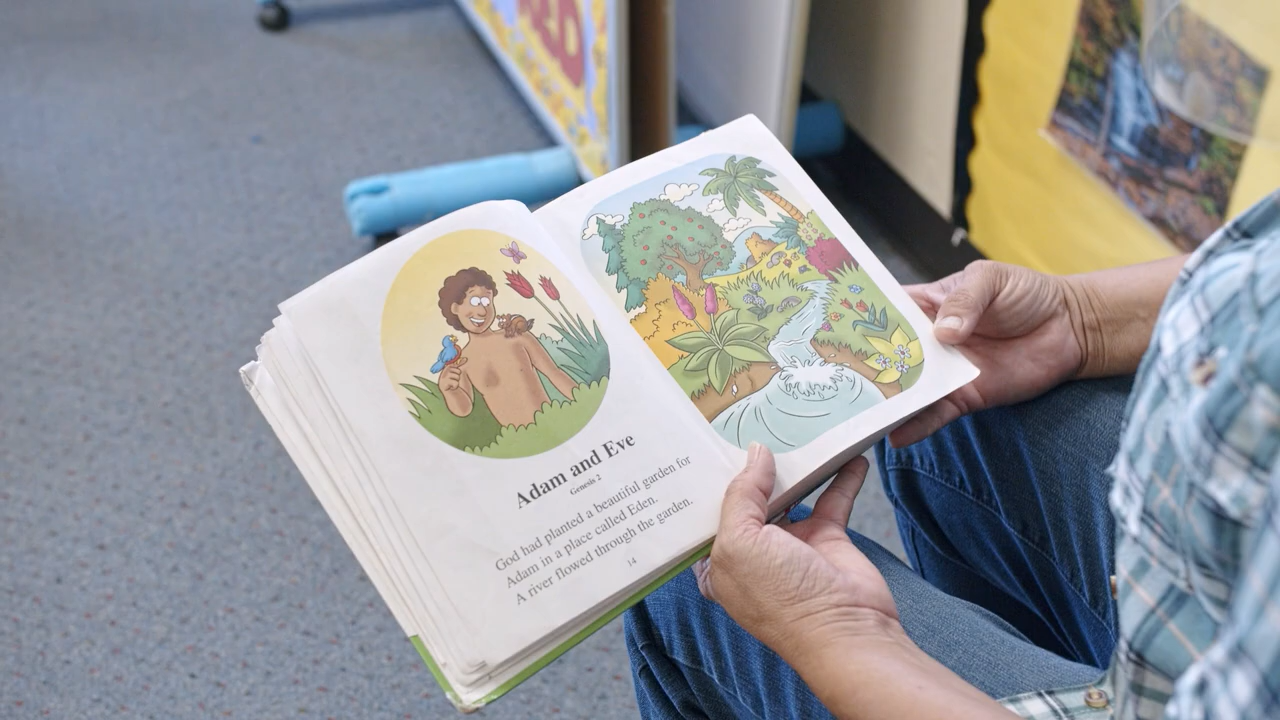 Adam and Eve
Genesis 2
God had planted a beautiful garden for
Adam in a place called Eden.
A river flowed through the garden.
14